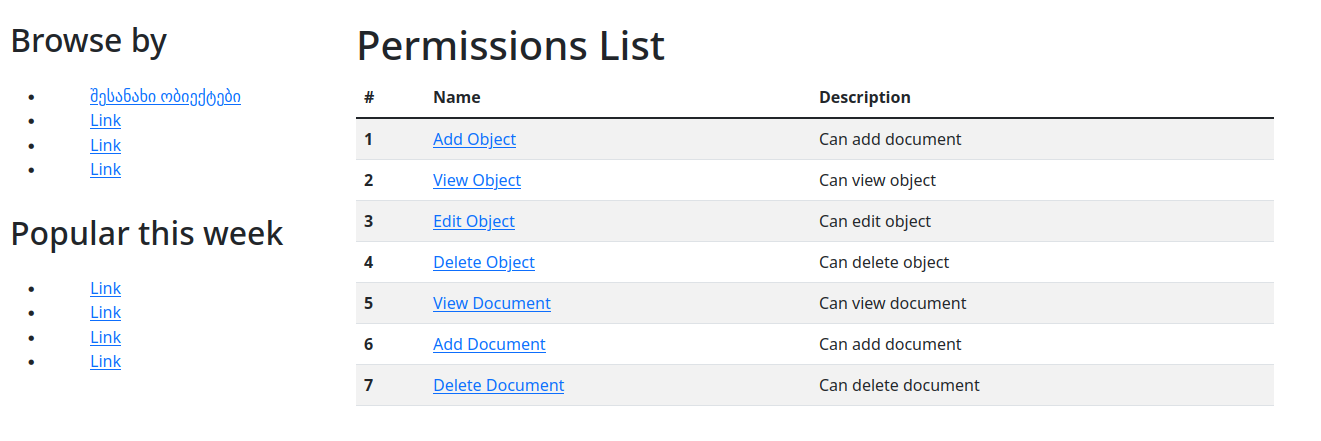 Browse by
შესანახი ობიექტები
Link
Link
Link
Popular this week
Link
Link
Link
Link
Permissions List
# Name Description
1 Add Object Can add document
2 View Object Can view object
3 Edit Object Can edit object
4 Delete Object Can delete object
5 View Document Can view document
6 Add Document Can add document
7 Delete Document Can delete document